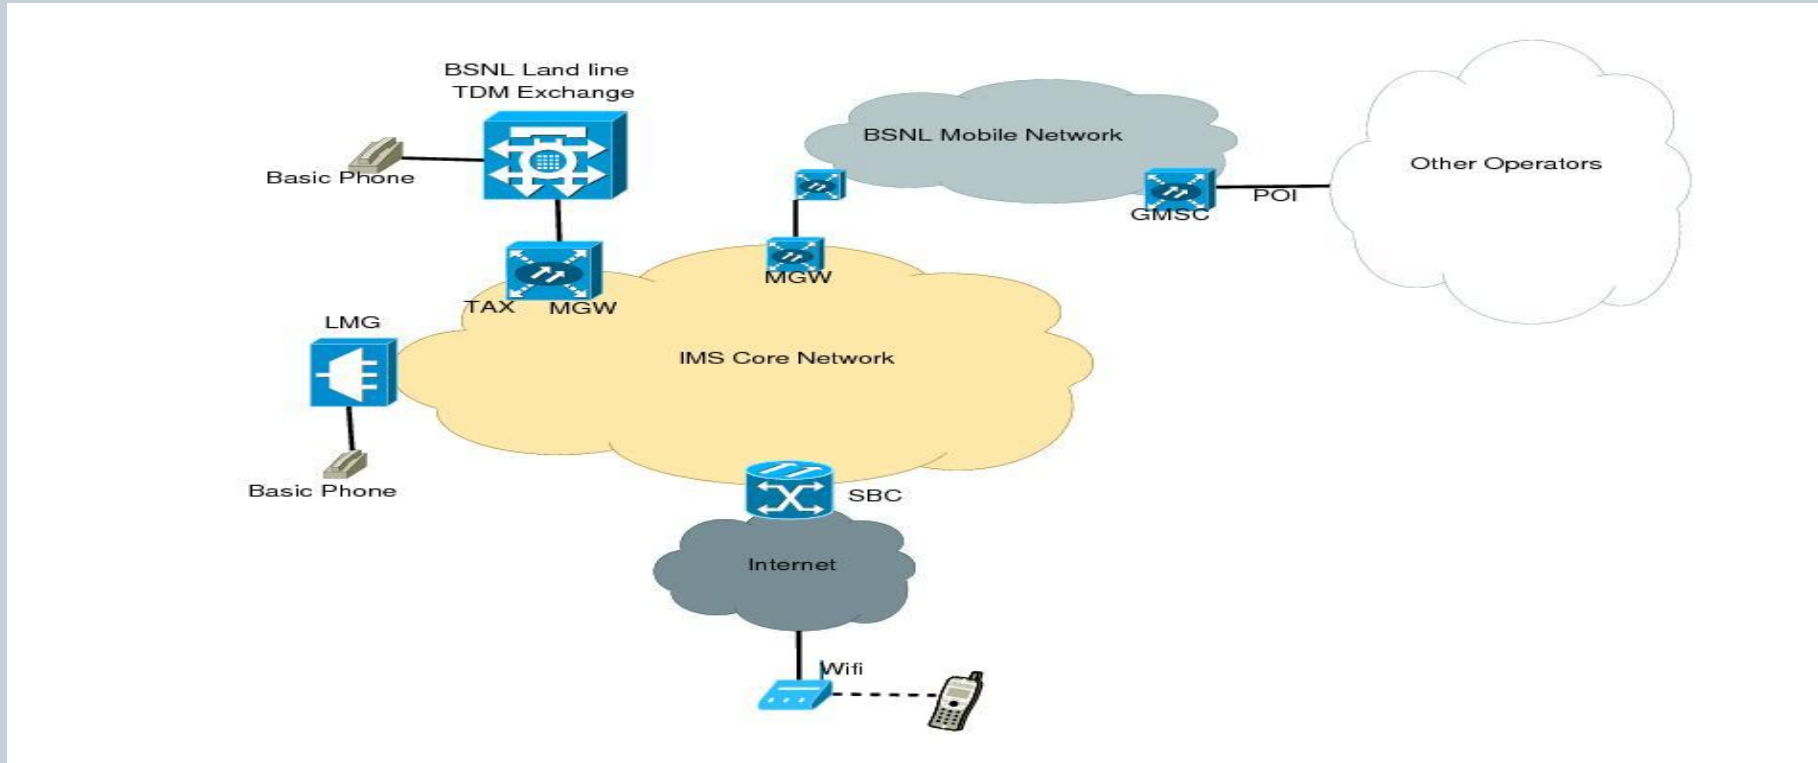 BSNL Land line
TDM Exchange
Basic Phone
BSNL Mobile Network
Other Operators
GMSC
POI
MGW
TAX MGW
LMG
IMS Core Network
Basic Phone
SBC
Internet
Wifi